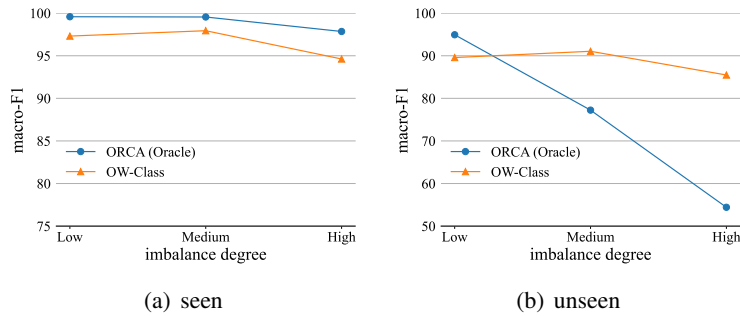 100
95
90
85
80
75
macro-F1
ORCA (Oracle)
OW-Class
Low Medium High
imbalance degree
(a) seen
100
90
80
70
60
50
macro-F1
ORCA (Oracle)
OW-Class
Low Medium High
imbalance degree
(b) unseen